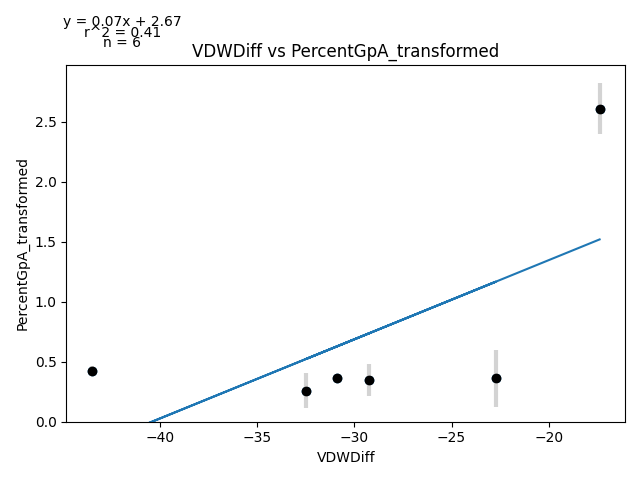 y = 0.07x + 2.67
r^2 = 0.41
n = 6
VDWDiff vs PercentGpA_transformed
PercentGpA_transformed
2.5
2.0
1.5
1.0
0.5
0.0
−40
−35
−30
−25
−20
VDWDiff